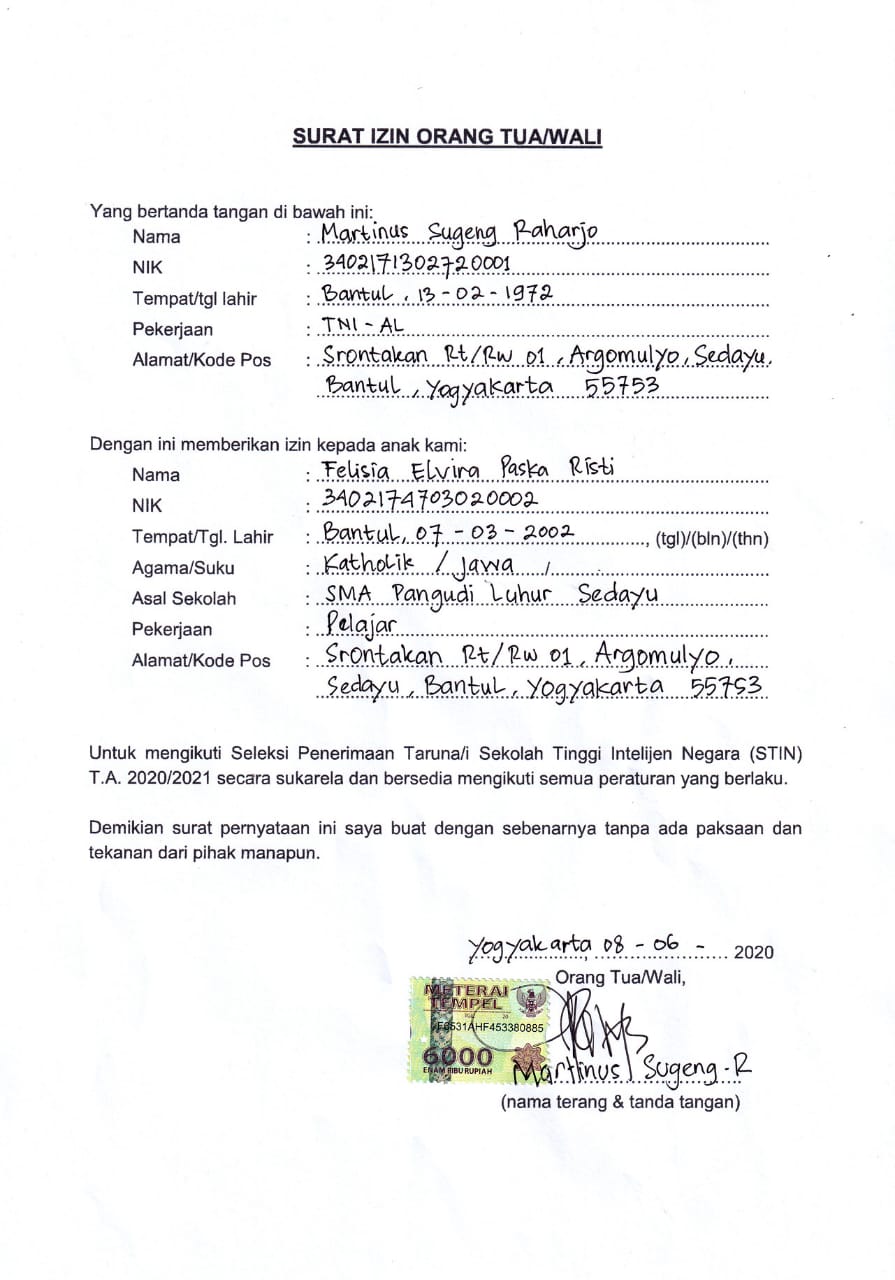 SURAT IZIN ORANG TUA/WALI
Yang bertanda tangan di bawah ini:
Nama : Martinus Sugeng Raharjo
NIK : 3402171302720001
Tempat/tgl lahir : Bantul, 13-02-1972
Pekerjaan : TNI-AL
Alamat/Kode Pos : Srontakan Rt/Rw 01, Argomulyo, Sedayu,
Bantul, Yogyakarta 55753
Dengan ini memberikan izin kepada anak kami:
Nama : Felisia Elvira Paska Risti
NIK : 3402174703020002
Tempat/Tgl. Lahir : Bantul, 07-03-2002, (tgl)/(bln)/(thn)
Agama/Suku : Katholik / Jawa /
Asal Sekolah : SMA Pangudi Luhur Sedayu
Pekerjaan : Pelajar
Alamat/Kode Pos : Srontakan Rt/Rw 01, Argomulyo,
Sedayu, Bantul, Yogyakarta 55753
Untuk mengikuti Seleksi Penerimaan Taruna/i Sekolah Tinggi Intelijen Negara (STIN)
T.A. 2020/2021 secara sukarela dan bersedia mengikuti semua peraturan yang berlaku.
Demikian surat pernyataan ini saya buat dengan sebenarnya tanpa ada paksaan dan
tekanan dari pihak manapun.
Yogyakarta, 08-06- 2020
Orang Tua/Wali,
METERAI
TEMPEL
20
6531AHF453380885
6000
ENAM RIBU RUPIAH
Martinus Sugeng.R
(nama terang & tanda tangan)